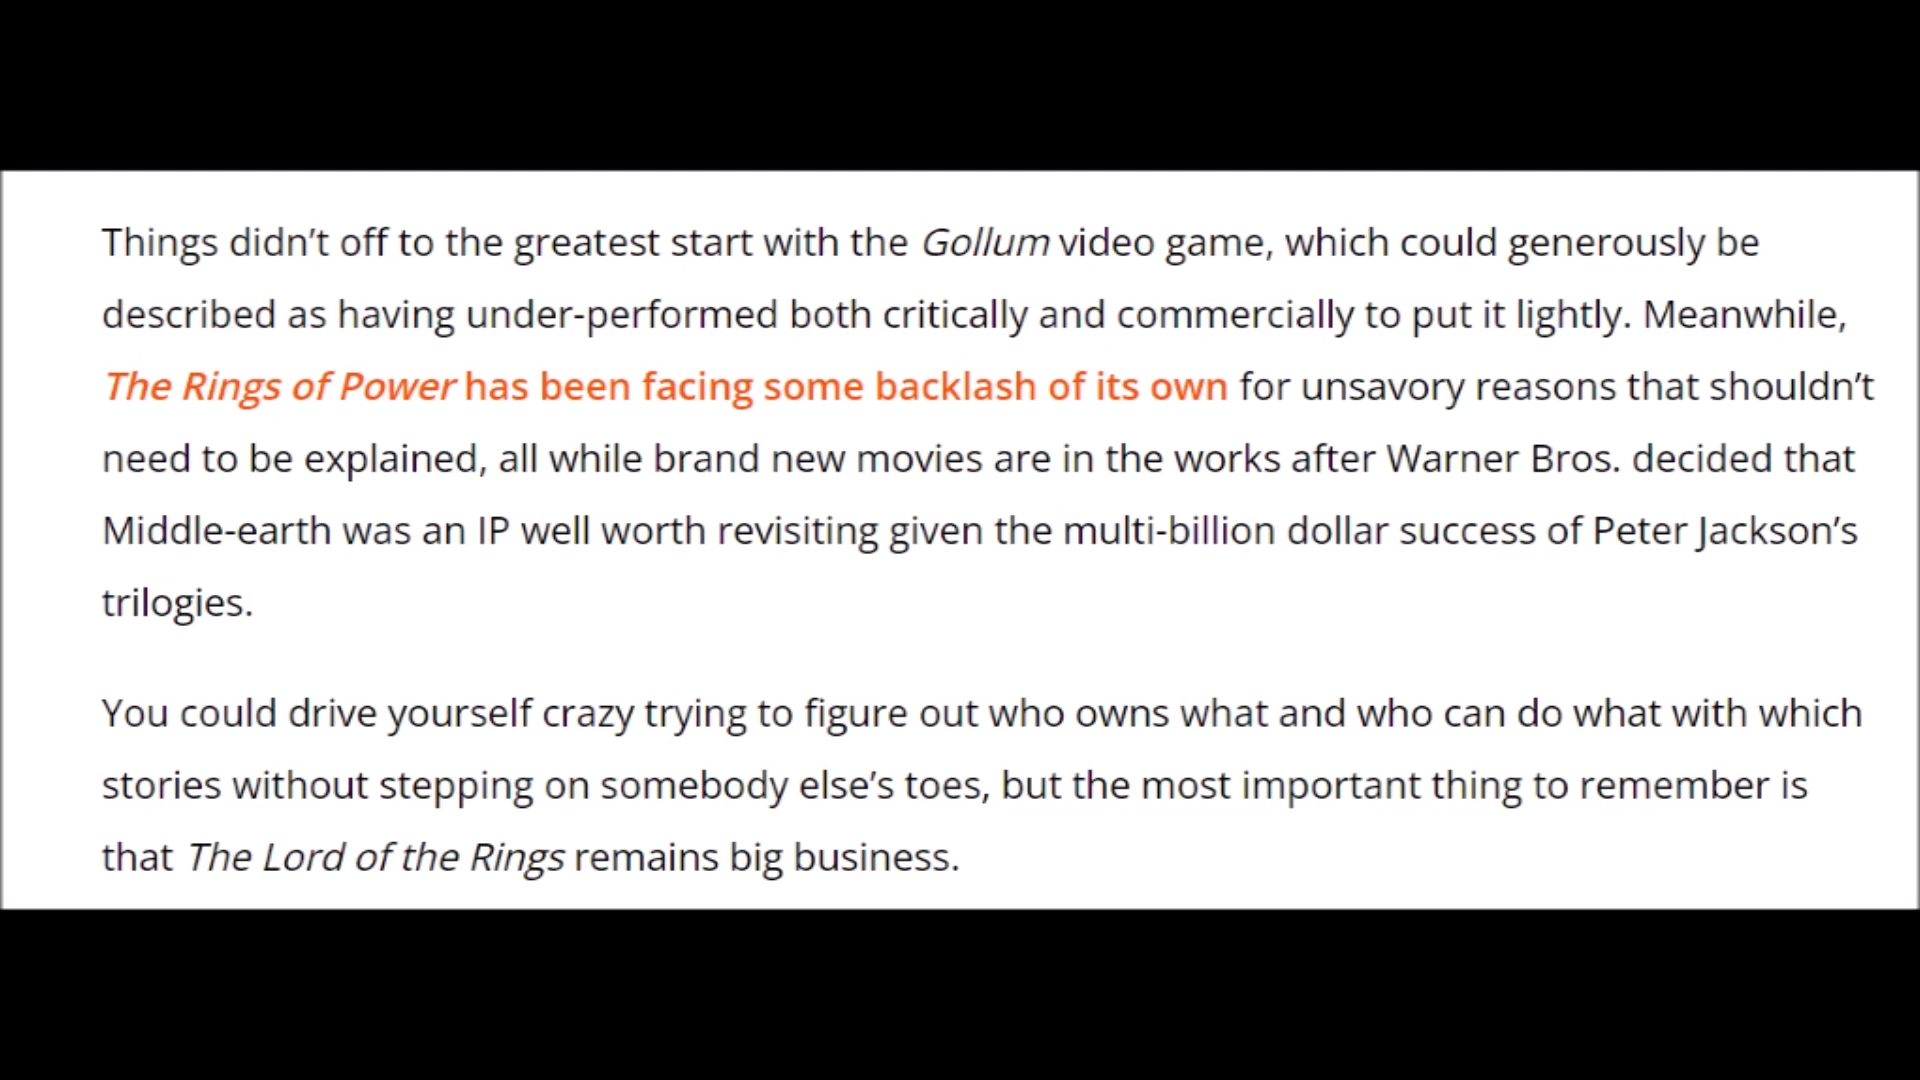 Things didn’t off to the greatest start with the Gollum video game, which could generously be
described as having under-performed both critically and commercially to put it lightly. Meanwhile,
The Rings of Power has been facing some backlash of its own for unsavory reasons that shouldn’t
need to be explained, all while brand new movies are in the works after Warner Bros. decided that
Middle-earth was an IP well worth revisiting given the multi-billion dollar success of Peter Jackson’s
trilogies.
You could drive yourself crazy trying to figure out who owns what and who can do what with which
stories without stepping on somebody else’s toes, but the most important thing to remember is
that The Lord of the Rings remains big business.